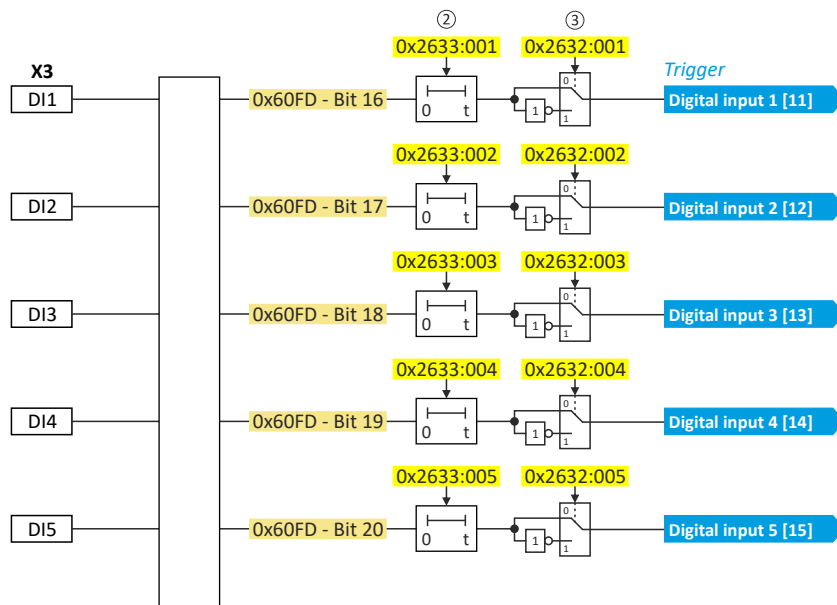 ② ③
0x2633:001 0x2632:001
X3 Trigger
DI1 0x60FD - Bit 16 0 t 1 0 1 Digital input 1 [11]
0x2633:002 0x2632:002
DI2 0x60FD - Bit 17 0 t 1 0 1 Digital input 2 [12]
0x2633:003 0x2632:003
DI3 0x60FD - Bit 18 0 t 1 0 1 Digital input 3 [13]
0x2633:004 0x2632:004
DI4 0x60FD - Bit 19 0 t 1 0 1 Digital input 4 [14]
0x2633:005 0x2632:005
DI5 0x60FD - Bit 20 0 t 1 0 1 Digital input 5 [15]